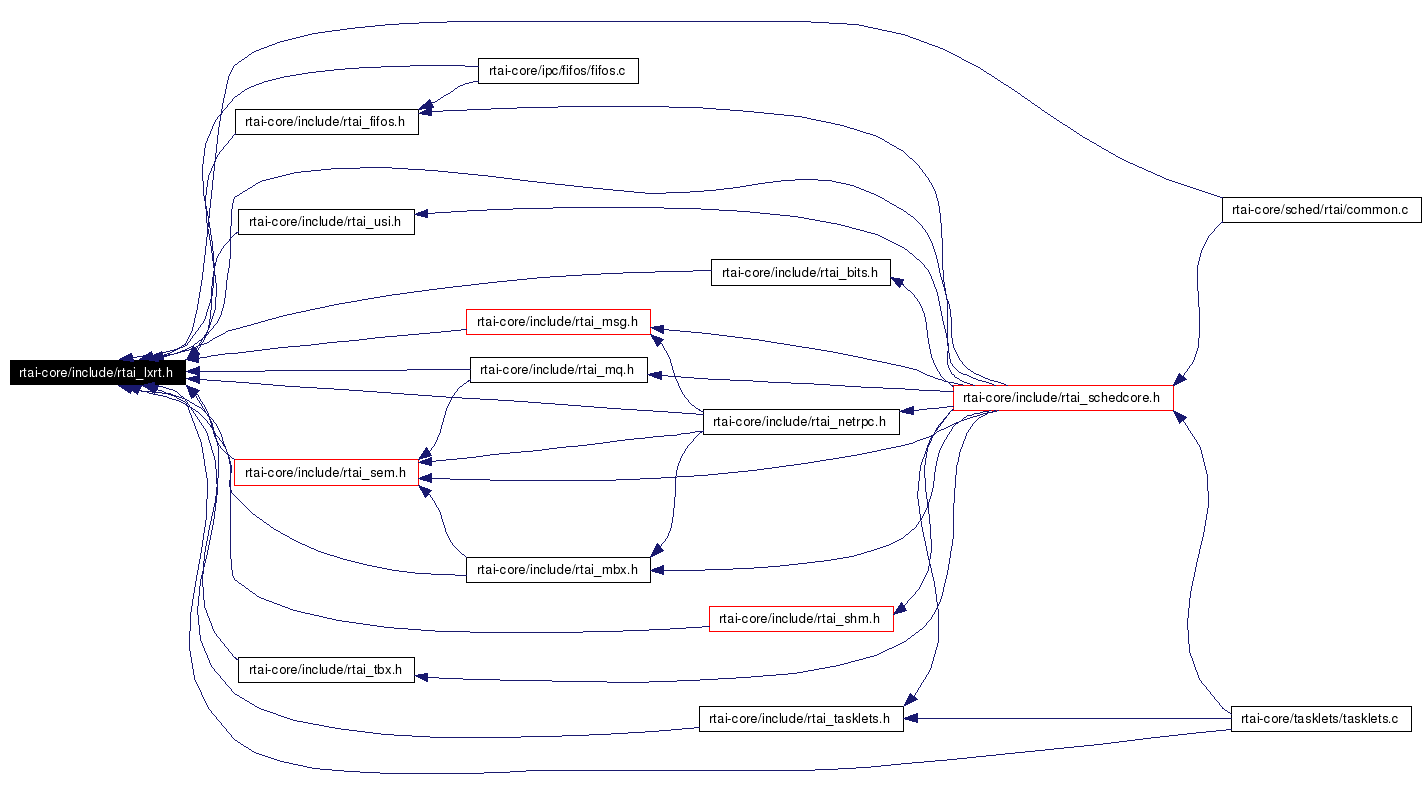 rtai-core/ipc/fifos/fifos.c
rtai-core/include/rtai_fifos.h
rtai-core/sched/rtai/common.c
rtai-core/include/rtai_usi.h
rtai-core/include/rtai_bits.h
rtai-core/include/rtai_msg.h
rtai-core/include/rtai_lxrt.h
rtai-core/include/rtai_mq.h
rtai-core/include/rtai_schedcore.h
rtai-core/include/rtai_netrpc.h
rtai-core/include/rtai_sem.h
rtai-core/include/rtai_mbx.h
rtai-core/include/rtai_shm.h
rtai-core/include/rtai_tbx.h
rtai-core/include/rtai_tasklets.h
rtai-core/tasklets/tasklets.c